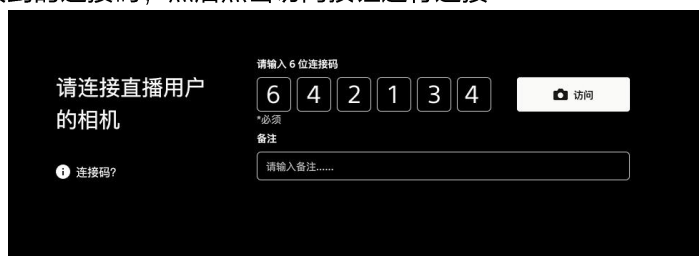 请连接直播用户
的相机
连接码?
请输入 6 位连接码
6 4 2 1 3 4
访问
*必须
备注
请输入备注......